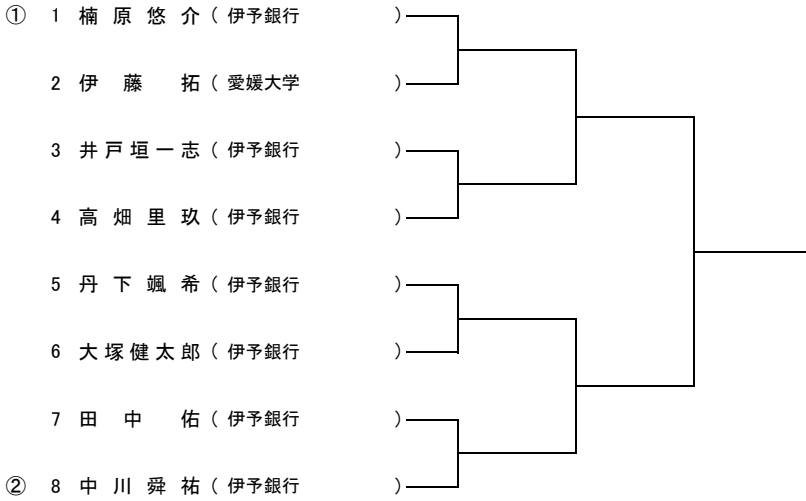 ① 1 楠原悠介 ( 伊予銀行 )
2 伊藤 拓 ( 愛媛大学 )
3 井戸垣一志 ( 伊予銀行 )
4 高畑里玖 ( 伊予銀行 )
5 丹下颯希 ( 伊予銀行 )
6 大塚健太郎 ( 伊予銀行 )
7 田中 佑 ( 伊予銀行 )
② 8 中川舜祐 ( 伊予銀行 )